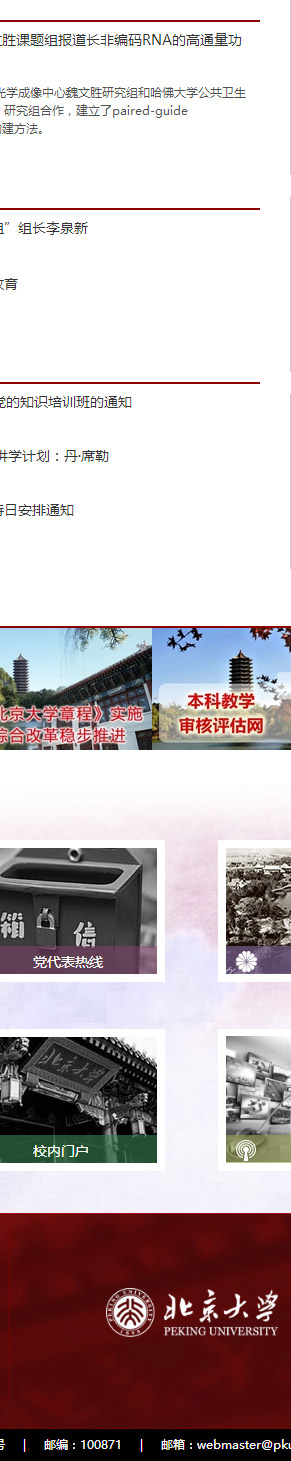 胜课题组报道长非编码RNA的高通量功
光学成像中心魏文胜研究组和哈佛大学公共卫生
研究组合作，建立了paired-guide
建方法。
组”组长李泉新
教育
党的知识培训班的通知
讲学计划：丹·席勒
待日安排通知
北京大学章程》实施
综合改革稳步推进
本科教学
审核评估网
箱 信
党代表热线
北京大学
校内门户
北京大学
PEKING UNIVERSITY
PEKING UNIVERSITY
1898
号 | 邮编：100871 | 邮箱：webmaster@pku